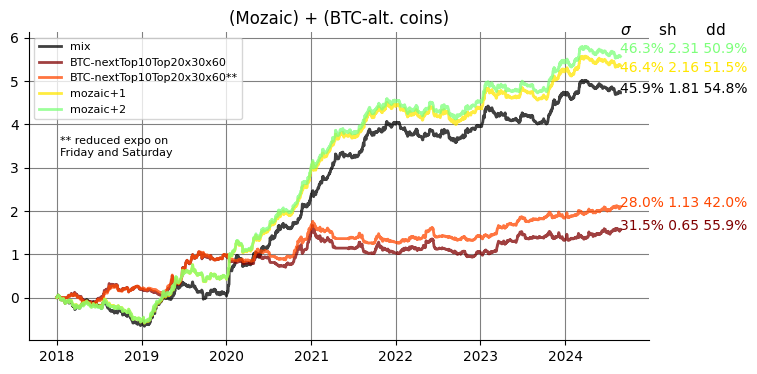 (Mozaic) + (BTC-alt. coins)
σ sh dd
mix
BTC-nextTop10Top20x30x60
BTC-nextTop10Top20x30x60**
mozaic+1
mozaic+2
** reduced expo on
Friday and Saturday
46.3% 2.31 50.9%
46.4% 2.16 51.5%
45.9% 1.81 54.8%
28.0% 1.13 42.0%
31.5% 0.65 55.9%
6
5
4
3
2
1
0
2018 2019 2020 2021 2022 2023 2024